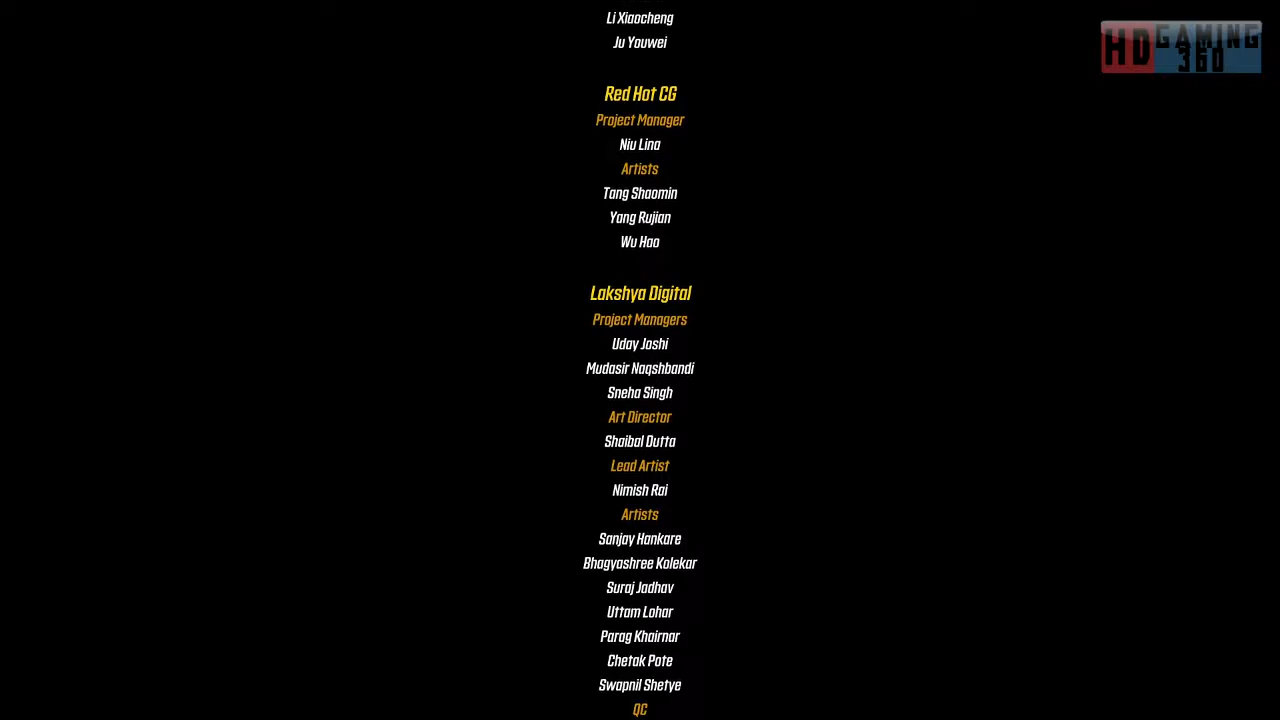 Li Xiaocheng
Ju Youwei
HD GAMING
360
Red Hot CG
Project Manager
Niu Lina
Artists
Tang Shaomin
Yang Rujian
Wu Hao
Lakshya Digital
Project Managers
Uday Joshi
Mudasir Naqshbandi
Sneha Singh
Art Director
Shaibal Dutta
Lead Artist
Nimish Rai
Artists
Sanjay Hankare
Bhagyashree Kolekar
Suraj Jadhav
Uttam Lohar
Parag Khairnar
Chetak Pote
Swapnil Shetye
QC